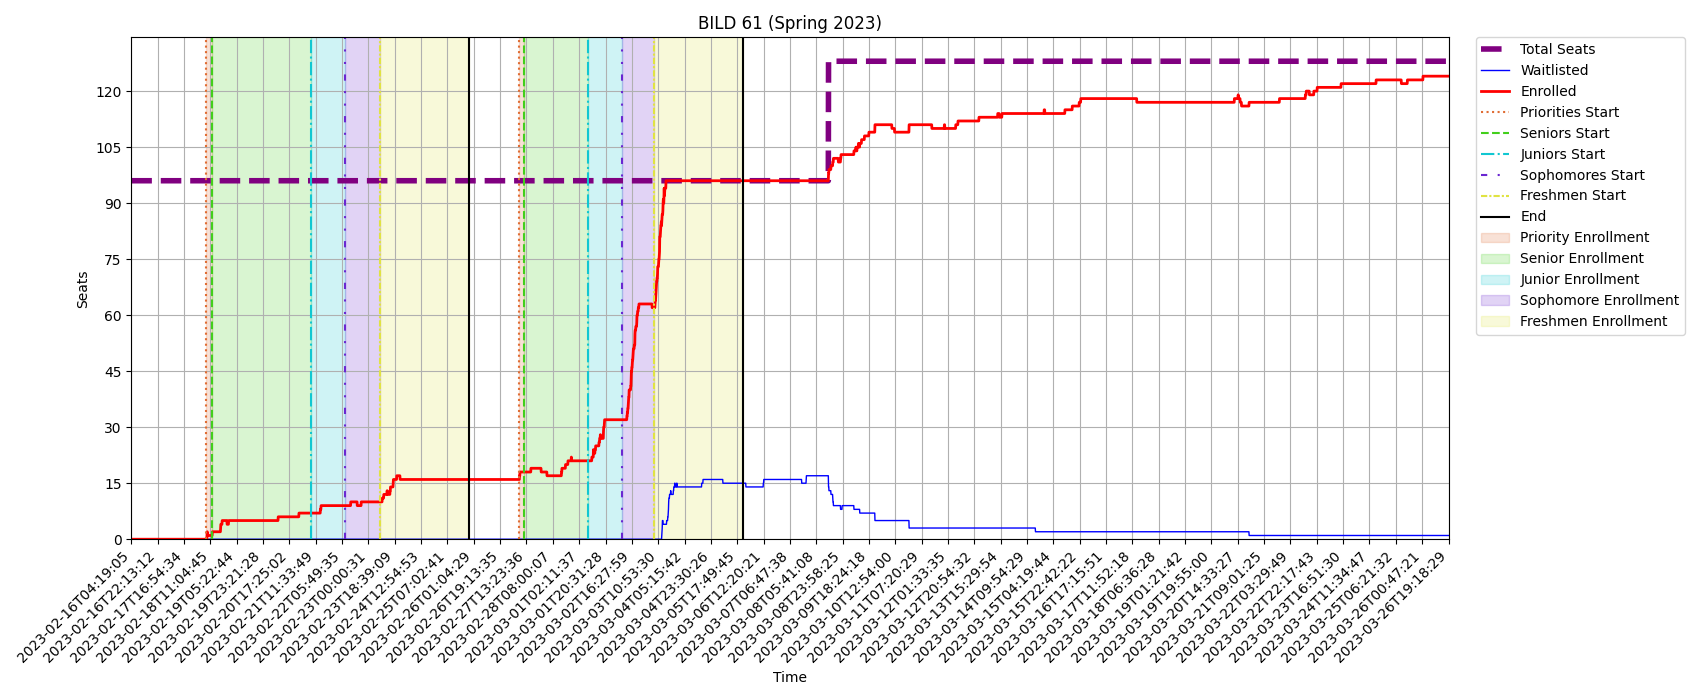 BILD 61 (Spring 2023)
Seats
120
105
90
75
60
45
30
15
0
2023-02-16T04:19:05
2023-02-16T22:13:12
2023-02-17T16:54:34
2023-02-18T11:04:45
2023-02-19T05:22:44
2023-02-19T23:21:28
2023-02-20T17:25:02
2023-02-21T11:33:49
2023-02-22T05:49:35
2023-02-23T00:00:31
2023-02-23T18:39:09
2023-02-24T12:54:53
2023-02-25T07:02:41
2023-02-26T01:04:29
2023-02-26T19:13:35
2023-02-27T13:23:36
2023-02-28T08:00:07
2023-03-01T02:11:37
2023-03-01T20:31:28
2023-03-02T16:27:59
2023-03-03T10:53:30
2023-03-04T05:15:42
2023-03-04T23:30:26
2023-03-05T17:49:45
2023-03-06T12:20:21
2023-03-07T06:47:38
2023-03-08T05:41:08
2023-03-08T23:58:25
2023-03-09T18:24:18
2023-03-10T12:54:00
2023-03-11T07:20:29
2023-03-12T01:33:35
2023-03-12T20:54:32
2023-03-13T15:29:54
2023-03-14T09:54:29
2023-03-15T04:19:44
2023-03-15T22:42:22
2023-03-16T17:15:51
2023-03-17T11:52:18
2023-03-18T06:36:28
2023-03-19T01:21:42
2023-03-19T19:55:00
2023-03-20T14:33:27
2023-03-21T09:01:25
2023-03-22T03:29:49
2023-03-22T22:17:43
2023-03-23T16:51:30
2023-03-24T11:34:47
2023-03-25T06:21:32
2023-03-26T00:47:21
2023-03-26T19:18:29
Time
Total Seats
Waitlisted
Enrolled
Priorities Start
Seniors Start
Juniors Start
Sophomores Start
Freshmen Start
End
Priority Enrollment
Senior Enrollment
Junior Enrollment
Sophomore Enrollment
Freshmen Enrollment